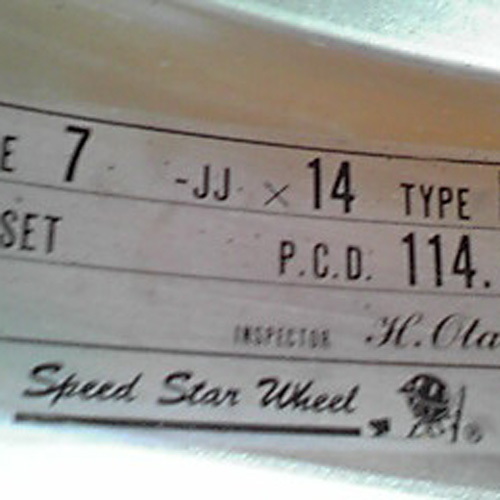 E 7 -JJ × 14 TYPE
SET P.C.D. 114.
INSPECTOR H. Ota
Speed Star Wheel ®